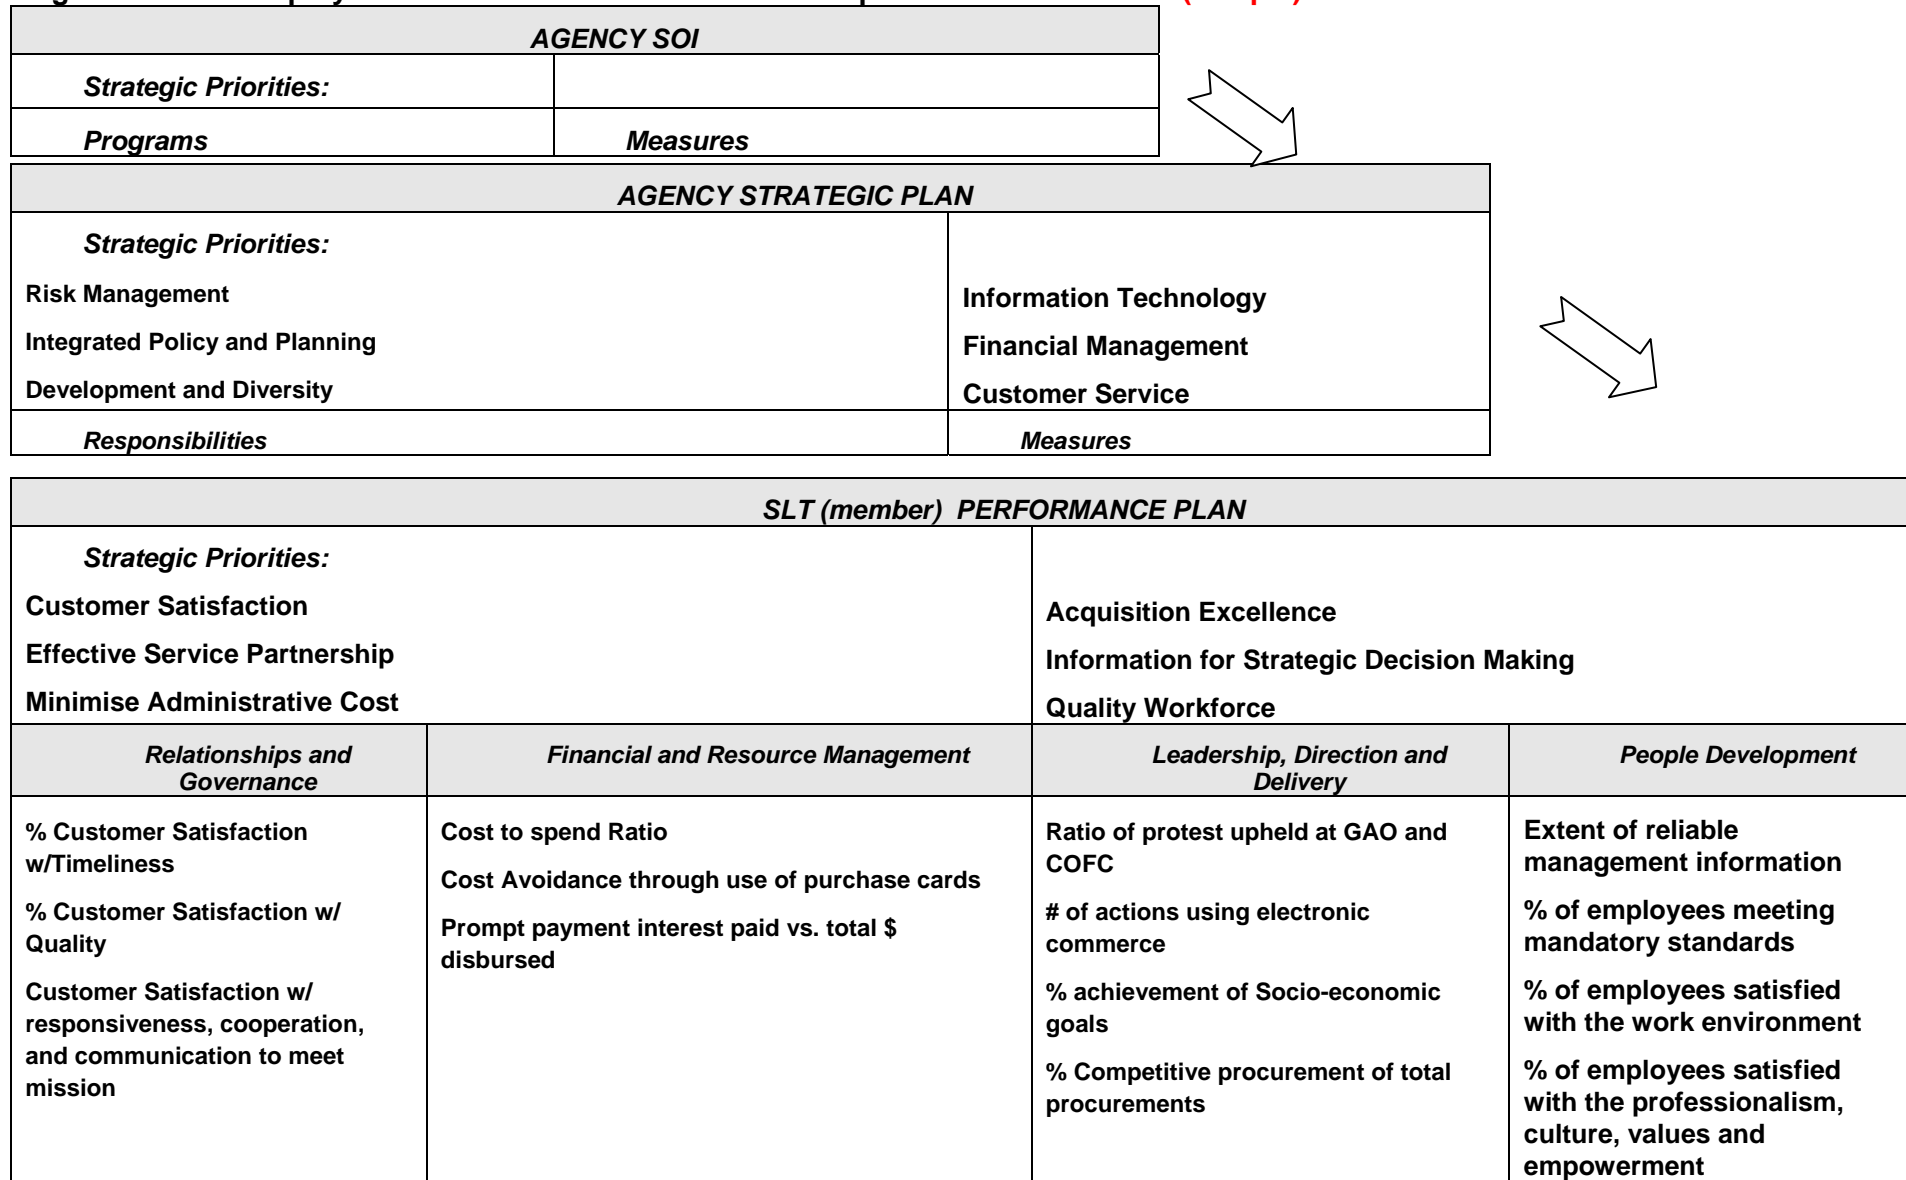 AGENCY SOI
Strategic Priorities:
Programs
Measures
AGENCY STRATEGIC PLAN
Strategic Priorities:
Risk Management
Integrated Policy and Planning
Development and Diversity
Information Technology
Financial Management
Customer Service
Responsibilities
Measures
SLT (member) PERFORMANCE PLAN
Strategic Priorities:
Customer Satisfaction
Effective Service Partnership
Minimise Administrative Cost
Acquisition Excellence
Information for Strategic Decision Making
Quality Workforce
Relationships and
Governance
Financial and Resource Management
Leadership, Direction and
Delivery
People Development
% Customer Satisfaction
w/Timeliness
% Customer Satisfaction w/
Quality
Customer Satisfaction w/
responsiveness, cooperation,
and communication to meet
mission
Cost to spend Ratio
Cost Avoidance through use of purchase cards
Prompt payment interest paid vs. total $
disbursed
Ratio of protest upheld at GAO and
COFC
# of actions using electronic
commerce
% achievement of Socio-economic
goals
% Competitive procurement of total
procurements
Extent of reliable
management information
% of employees meeting
mandatory standards
% of employees satisfied
with the work environment
% of employees satisfied
with the professionalism,
culture, values and
empowerment